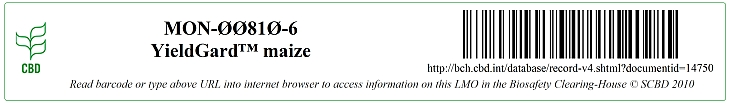 MON-ØØ81Ø-6
YieldGard™ maize
CBD
http://bch.cbd.int/database/record-v4.shtml?documentid=14750
Read barcode or type above URL into internet browser to access information on this LMO in the Biosafety Clearing-House © SCBD 2010